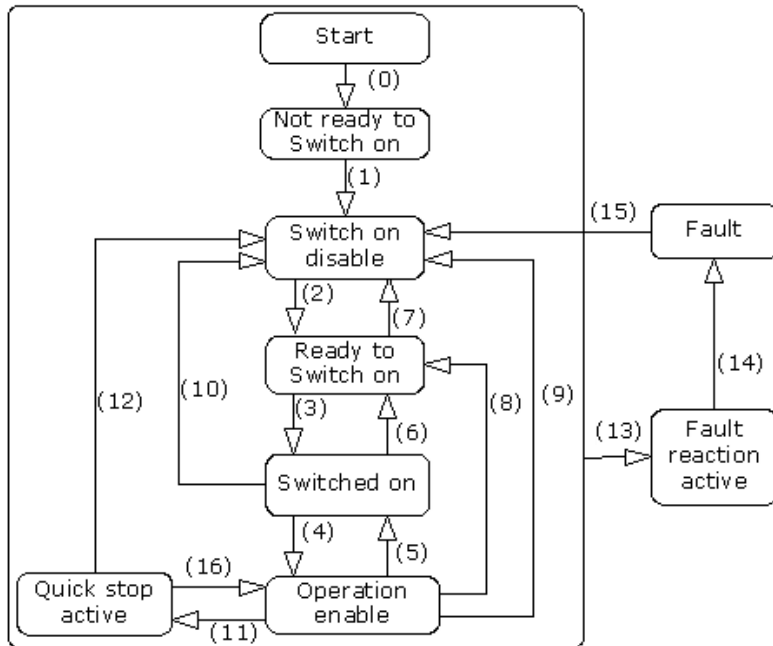 Start
(0)
Not ready to
Switch on
(1)
Switch on
disable
(15)
Fault
(2)
(7)
Ready to
Switch on
(12)
(10)
(3)
(6)
(8)
(9)
(14)
(13)
Fault
reaction
active
Switched on
(4)
(5)
(16)
Quick stop
active
(11)
Operation
enable